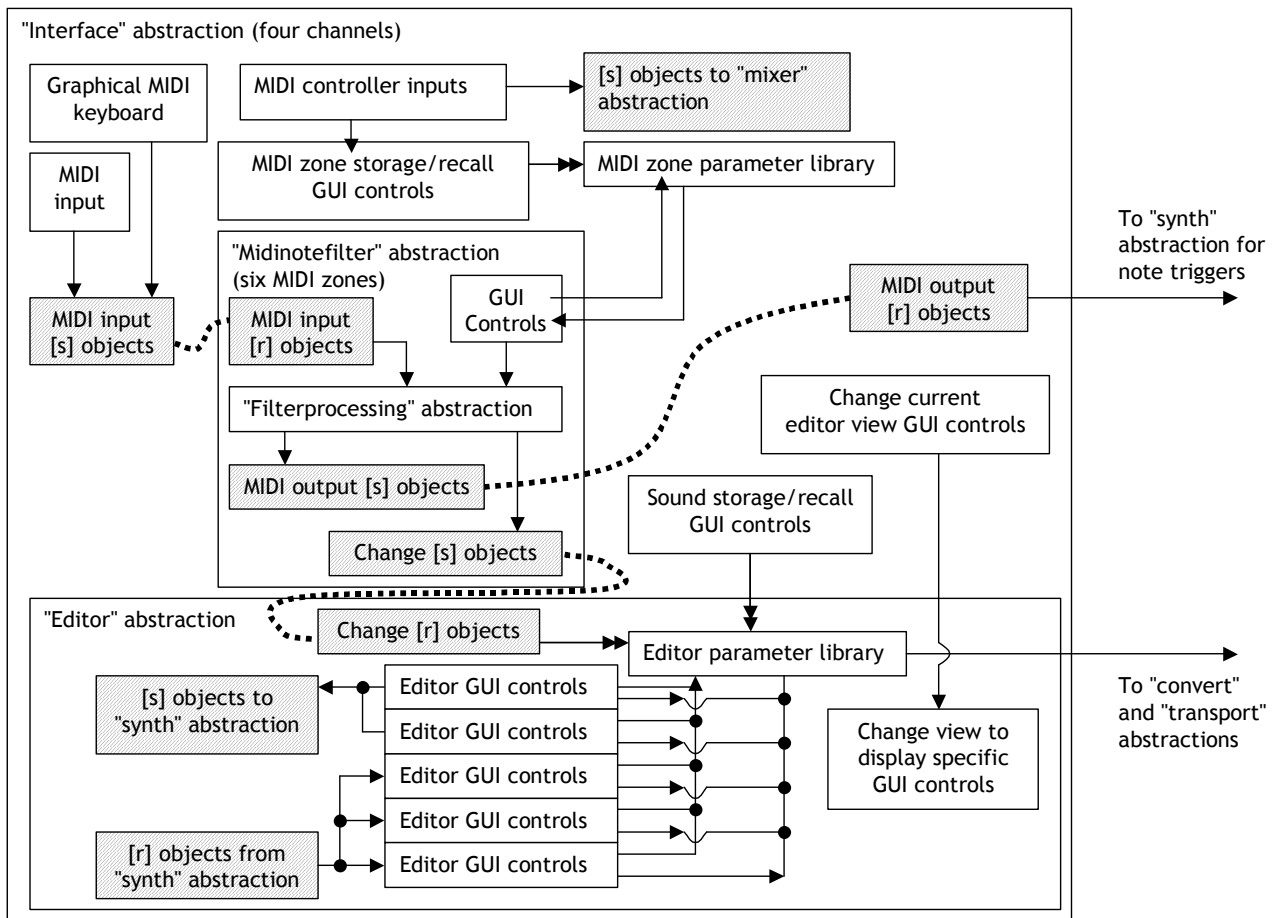 "Interface" abstraction (four channels)
Graphical MIDI
keyboard
MIDI controller inputs
[s] objects to "mixer"
abstraction
MIDI
input
MIDI zone storage/recall
GUI controls
MIDI zone parameter library
To "synth"
abstraction for
note triggers
"Midinotefilter" abstraction
(six MIDI zones)
GUI
Controls
MIDI output
[r] objects
MIDI input
[s] objects
MIDI input
[r] objects
"Filterprocessing" abstraction
Change current
editor view GUI controls
MIDI output [s] objects
Sound storage/recall
GUI controls
Change [s] objects
"Editor" abstraction
Change [r] objects
Editor parameter library
[s] objects to
"synth" abstraction
Editor GUI controls
Editor GUI controls
Editor GUI controls
Editor GUI controls
Editor GUI controls
To "convert"
and "transport"
abstractions
Change view to
display specific
GUI controls
[r] objects from
"synth" abstraction